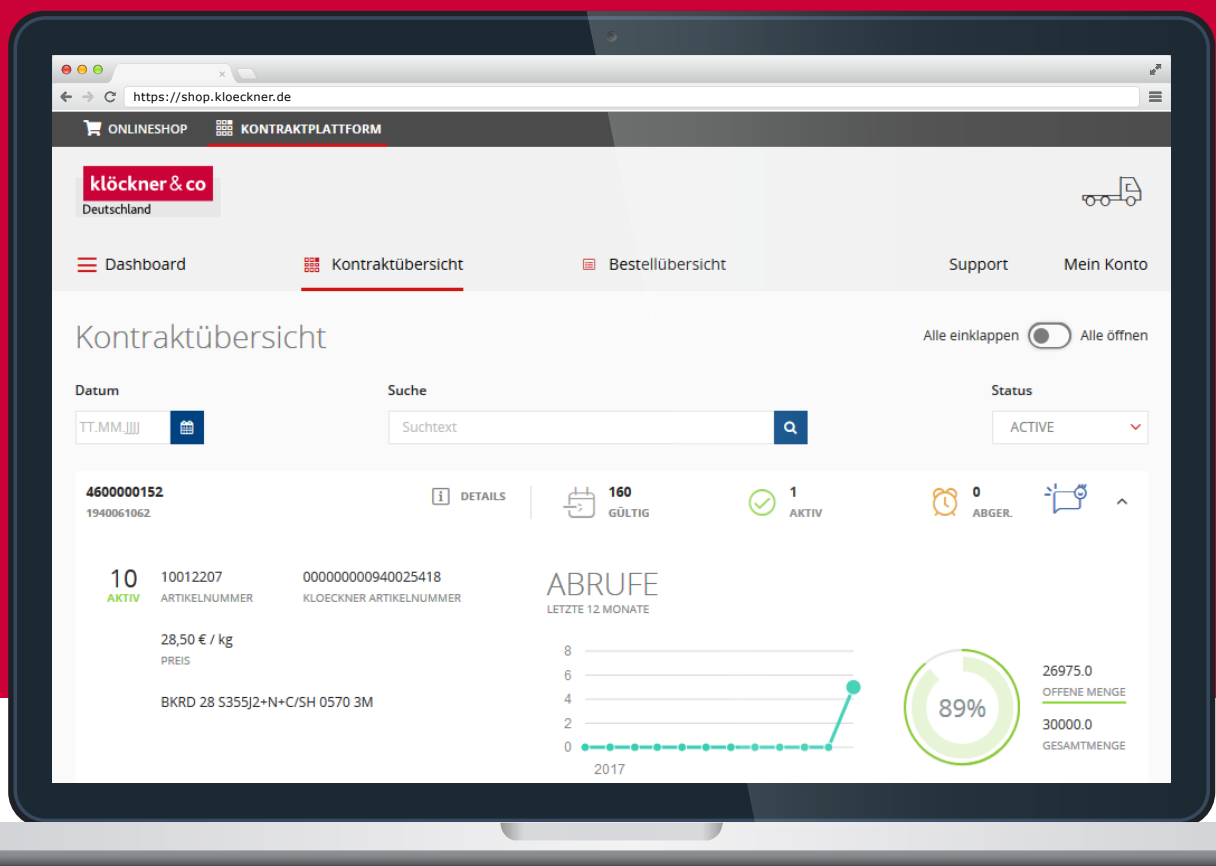 https://shop.kloeckner.de
ONLINESHOP
KONTRAKTPLATTFORM
klöckner & co
Deutschland
Dashboard
Kontraktübersicht
Bestellübersicht
Support
Mein Konto
Kontraktübersicht
Alle einklappen
Alle öffnen
Datum
Suche
Status
TT.MM.JJJJ
Suchtext
ACTIVE
4600000152
1940061062
DETAILS
160
GÜLTIG
1
AKTIV
0
ABGER.
10
AKTIV
10012207
ARTIKELNUMMER
000000000940025418
KLOECKNER ARTIKELNUMMER
28,50 € / kg
PREIS
BKRD 28 S355J2+N+C/SH 0570 3M
ABRUFE
LETZTE 12 MONATE
8
6
4
2
0
2017
89%
26975.0
OFFENE MENGE
30000.0
GESAMTMENGE